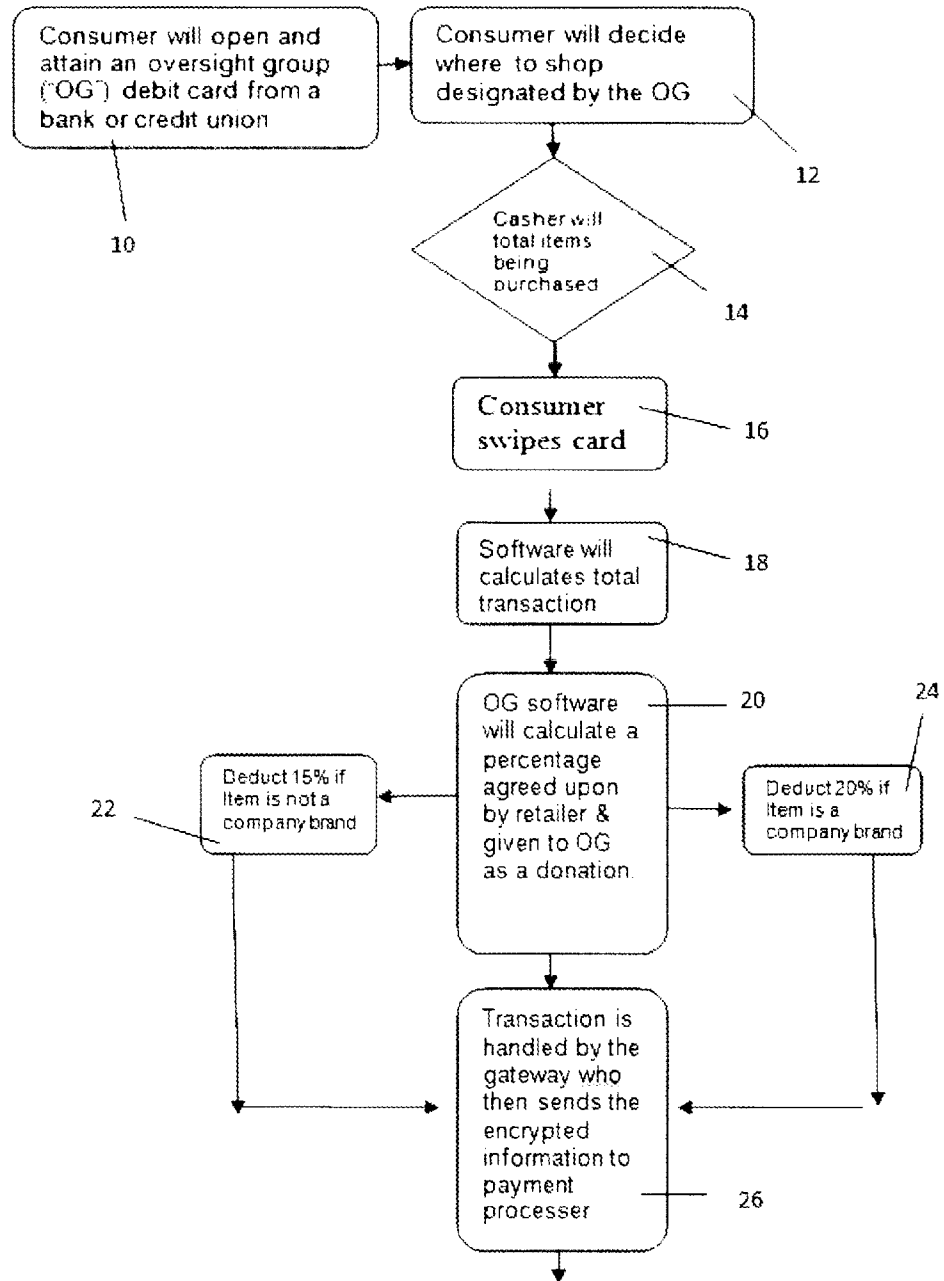 Consumer will open and
attain an oversight group
("OG") debit card from a
bank or credit union
10
Consumer will decide
where to shop
designated by the OG
12
Casher will
total items
being
purchased
14
Consumer
swipes card
16
Software will
calculates total
transaction
18
OG software
will calculate a
percentage
agreed upon
by retailer &
given to OG
as a donation.
20
Deduct 15% if
Item is not a
company brand
22
Deduct 20% if
Item is a
company brand
24
Transaction is
handled by the
gateway who
then sends the
encrypted
information to
payment
processer
26